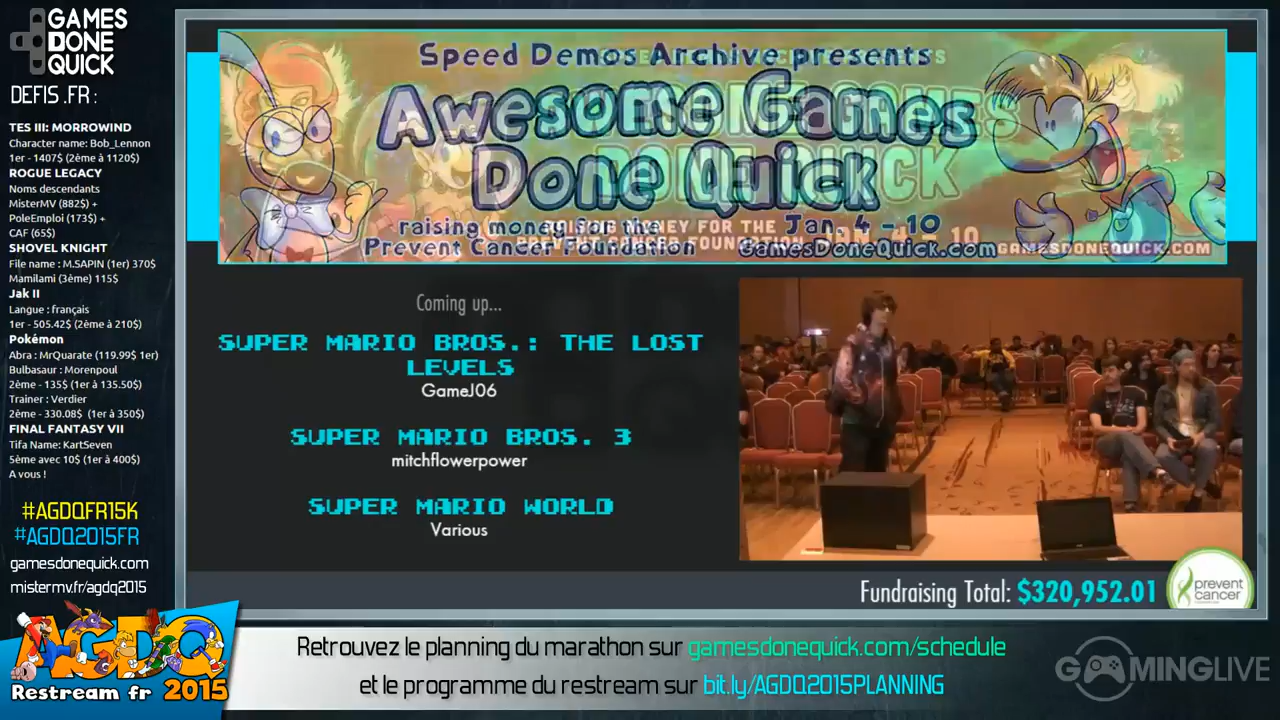 GAMES
DONE
QUICK
DEFIS .FR :
TES III: MORROWIND
Character name: Bob_Lennon
1er - 1407$ (2ème à 1120$)
ROGUE LEGACY
Noms descendants
MisterMV (882$) +
PoleEmploi (173$) +
CAF (65$)
SHOVEL KNIGHT
File name : M.SAPIN (1er) 370$
Mamilami (3ème) 115$
Jak II
Langue : français
1er - 505.42$ (2ème à 210$)
Pokémon
Abra : MrQuarate (119.99$ 1er)
Bulbasaur : Morenpoul
2ème - 135$ (1er à 135.50$)
Trainer : Verdier
2ème - 330.08$ (1er à 350$)
FINAL FANTASY VII
Tifa Name: KartSeven
5ème avec 10$ (1er à 400$)
A vous !
#AGDQFR15K
#AGDQ2015FR
gamesdonequick.com
mistermv.fr/agdq2015
AGDQ
Restream fr 2015
Speed Demos Archive presents
Awesome Games
Done Quick
raising money for the
Prevent Cancer Foundation
Jan 4 - 10
GamesDoneQuick.com
DONE QUICK
GAMESDONEQUICK.COM
Coming up...
SUPER MARIO BROS.: THE LOST
LEVELS
GameJ06
SUPER MARIO BROS. 3
mitchflowerpower
SUPER MARIO WORLD
Various
Fundraising Total: $320,952.01
prevent
cancer
Retrouvez le planning du marathon sur gamesdonequick.com/schedule
et le programme du restream sur bit.ly/AGDQ2015PLANNING
GAMINGLIVE